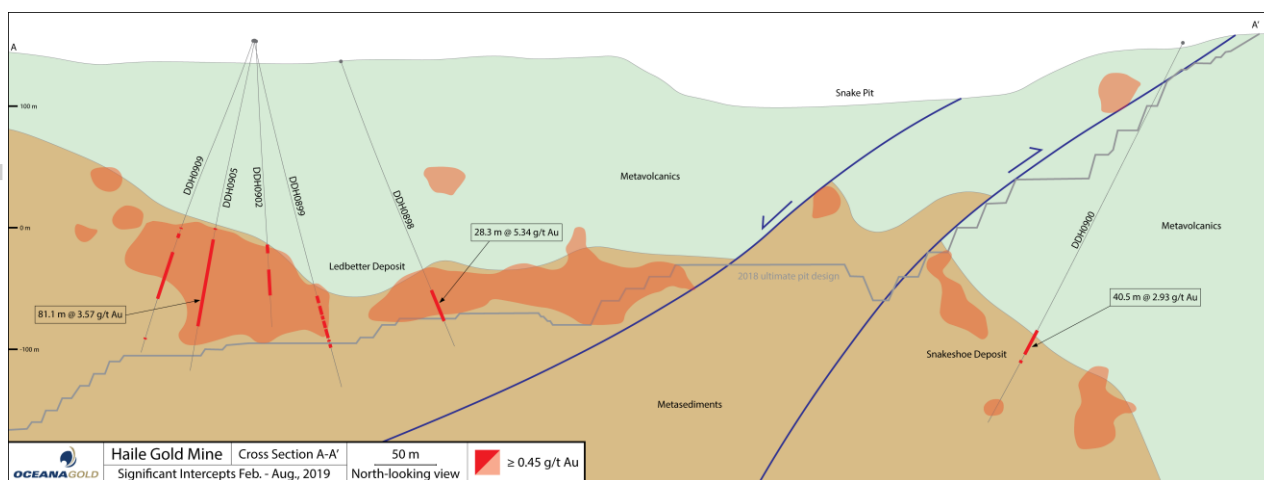 A
A'
Snake Pit
100 m
DDH0909
DDH0905
DDH0902
DDH0899
DDH0898
Metavolcanics
DDH0900
Metavolcanics
0 m
28.3 m @ 5.34 g/t Au
Ledbetter Deposit
2018 ultimate pit design
81.1 m @ 3.57 g/t Au
40.5 m @ 2.93 g/t Au
-100 m
Snakeshoe Deposit
Metasediments
OCEANAGOLD
Haile Gold Mine
Cross Section A-A'
50 m
≥ 0.45 g/t Au
Significant Intercepts Feb. - Aug., 2019
North-looking view